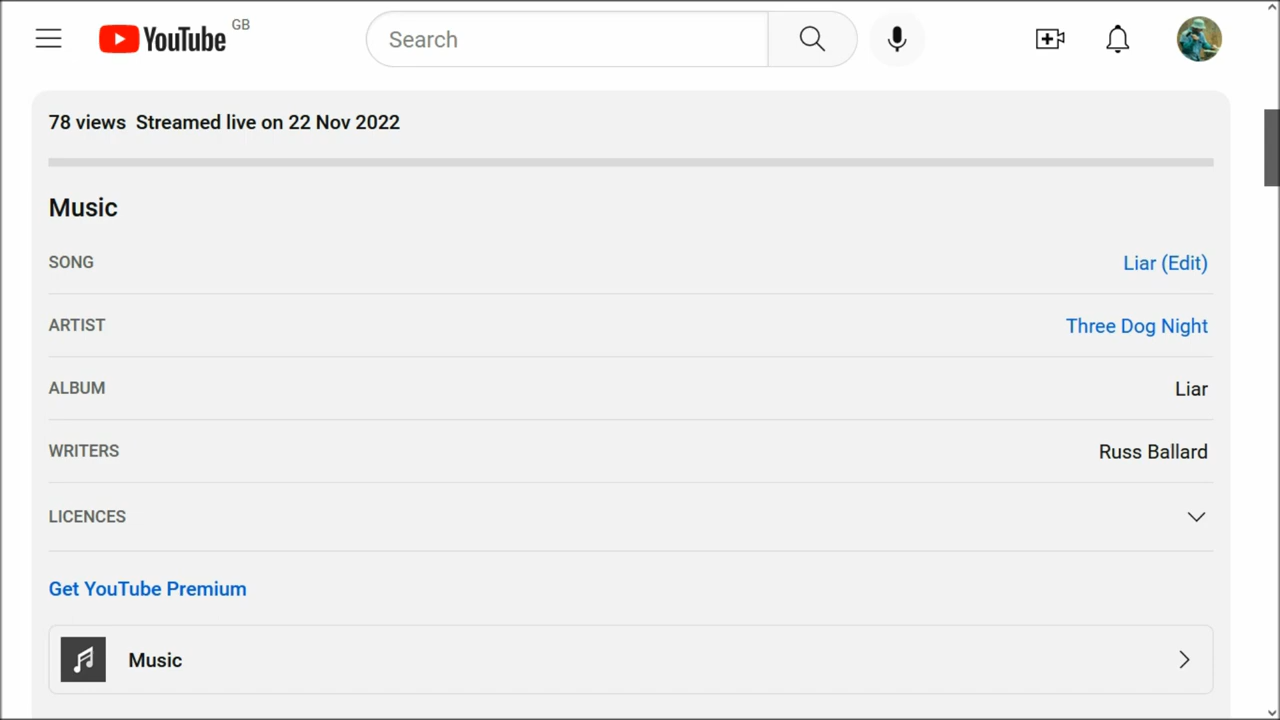 YouTube GB
Search
78 views Streamed live on 22 Nov 2022
Music
SONG Liar (Edit)
ARTIST Three Dog Night
ALBUM Liar
WRITERS Russ Ballard
LICENCES
Get YouTube Premium
Music